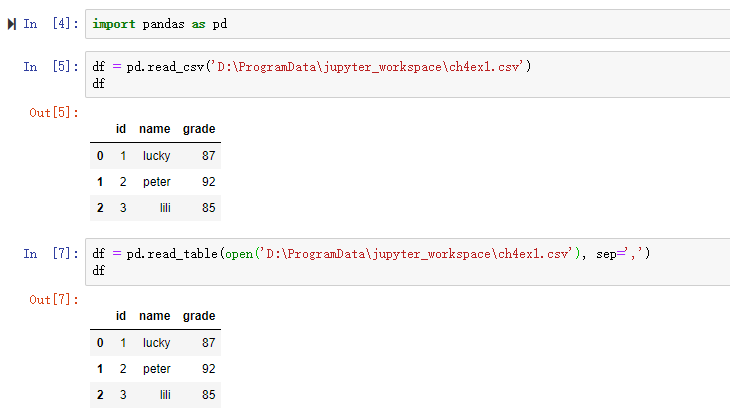 In [4]: import pandas as pd
In [5]: df = pd.read_csv('D:\ProgramData\jupyter_workspace\ch4ex1.csv')
df
Out[5]:
id name grade
0 1 lucky 87
1 2 peter 92
2 3 lili 85
In [7]: df = pd.read_table(open('D:\ProgramData\jupyter_workspace\ch4ex1.csv'), sep=',')
df
Out[7]:
id name grade
0 1 lucky 87
1 2 peter 92
2 3 lili 85